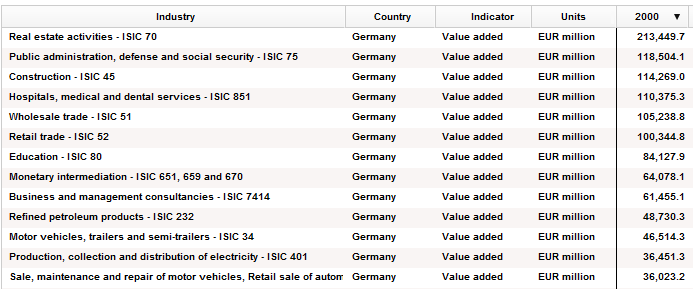 Industry Country Indicator Units 2000 ▼
Real estate activities - ISIC 70 Germany Value added EUR million 213,449.7
Public administration, defense and social security - ISIC 75 Germany Value added EUR million 118,504.1
Construction - ISIC 45 Germany Value added EUR million 114,269.0
Hospitals, medical and dental services - ISIC 851 Germany Value added EUR million 110,375.3
Wholesale trade - ISIC 51 Germany Value added EUR million 105,238.8
Retail trade - ISIC 52 Germany Value added EUR million 100,344.8
Education - ISIC 80 Germany Value added EUR million 84,127.9
Monetary intermediation - ISIC 651, 659 and 670 Germany Value added EUR million 64,078.1
Business and management consultancies - ISIC 7414 Germany Value added EUR million 61,455.1
Refined petroleum products - ISIC 232 Germany Value added EUR million 48,730.3
Motor vehicles, trailers and semi-trailers - ISIC 34 Germany Value added EUR million 46,514.3
Production, collection and distribution of electricity - ISIC 401 Germany Value added EUR million 36,451.3
Sale, maintenance and repair of motor vehicles, Retail sale of autom Germany Value added EUR million 36,023.2